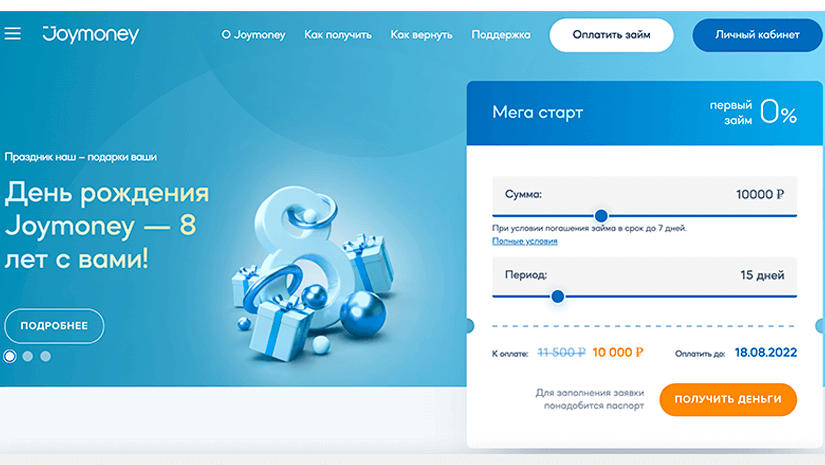 Joymoney
О Joymoney
Как получить
Как вернуть
Поддержка
Оплатить займ
Личный кабинет
Праздник наш – подарки ваши
День рождения
Joymoney — 8
лет с вами!
ПОДРОБНЕЕ
Мега старт
первый
займ
0%
Сумма:
10000 ₽
При условии погашения займа в срок до 7 дней.
Полные условия
Период:
15 дней
К оплате: 11 500 ₽ 10 000 ₽
Оплатить до: 18.08.2022
Для заполнения заявки
понадобится паспорт
ПОЛУЧИТЬ ДЕНЬГИ